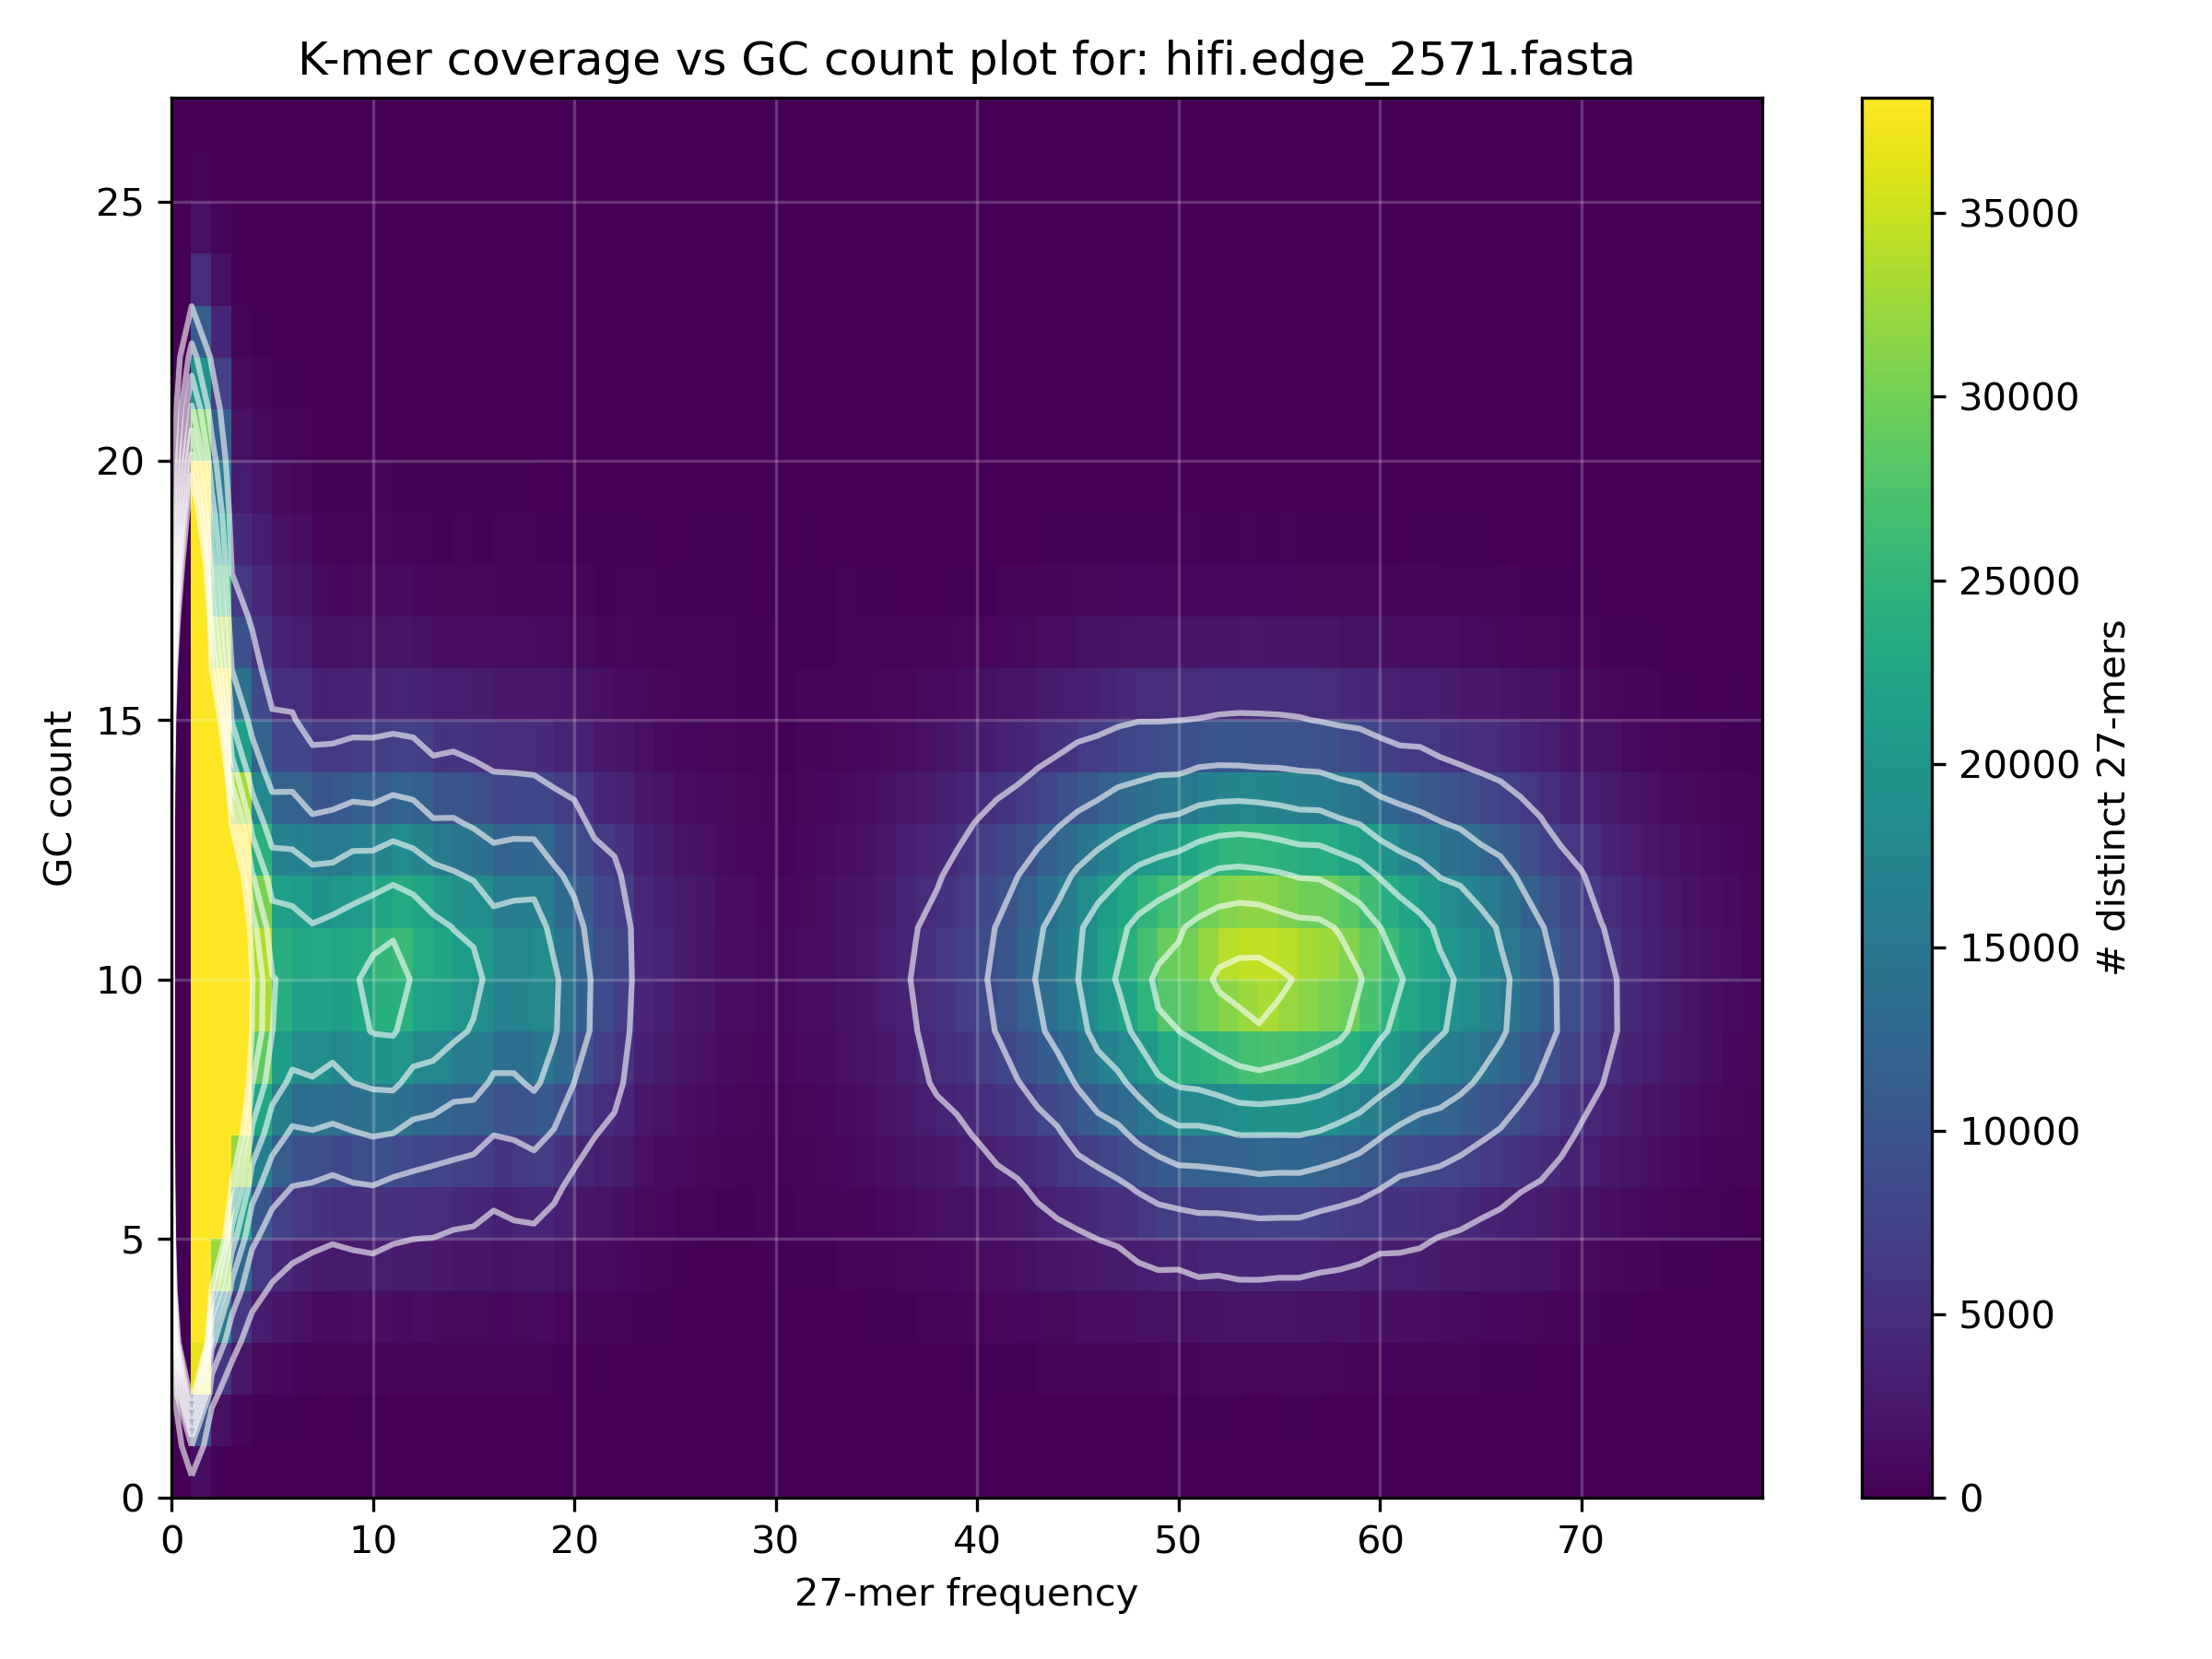 K-mer coverage vs GC count plot for: hifi.edge_2571.fasta
GC count
25
20
15
10
5
0
0 10 20 30 40 50 60 70
27-mer frequency
35000
30000
25000
20000
15000
10000
5000
0
# distinct 27-mers